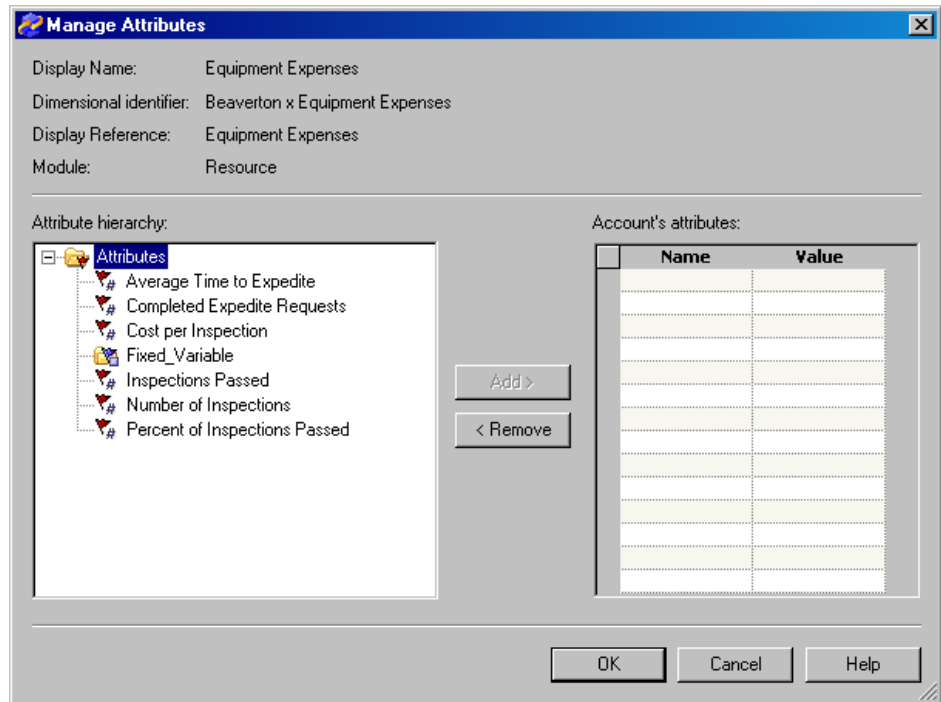 Manage Attributes
Display Name: Equipment Expenses
Dimensional identifier: Beaverton x Equipment Expenses
Display Reference: Equipment Expenses
Module: Resource
Attribute hierarchy:
Attributes
Average Time to Expedite
Completed Expedite Requests
Cost per Inspection
Fixed_Variable
Inspections Passed
Number of Inspections
Percent of Inspections Passed
Add >
< Remove
Account's attributes:
Name Value
OK Cancel Help